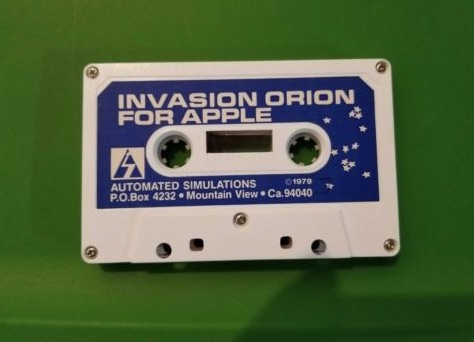 INVASION ORION
FOR APPLE
AUTOMATED SIMULATIONS ©1979
P.O.Box 4232 • Mountain View • Ca.94040